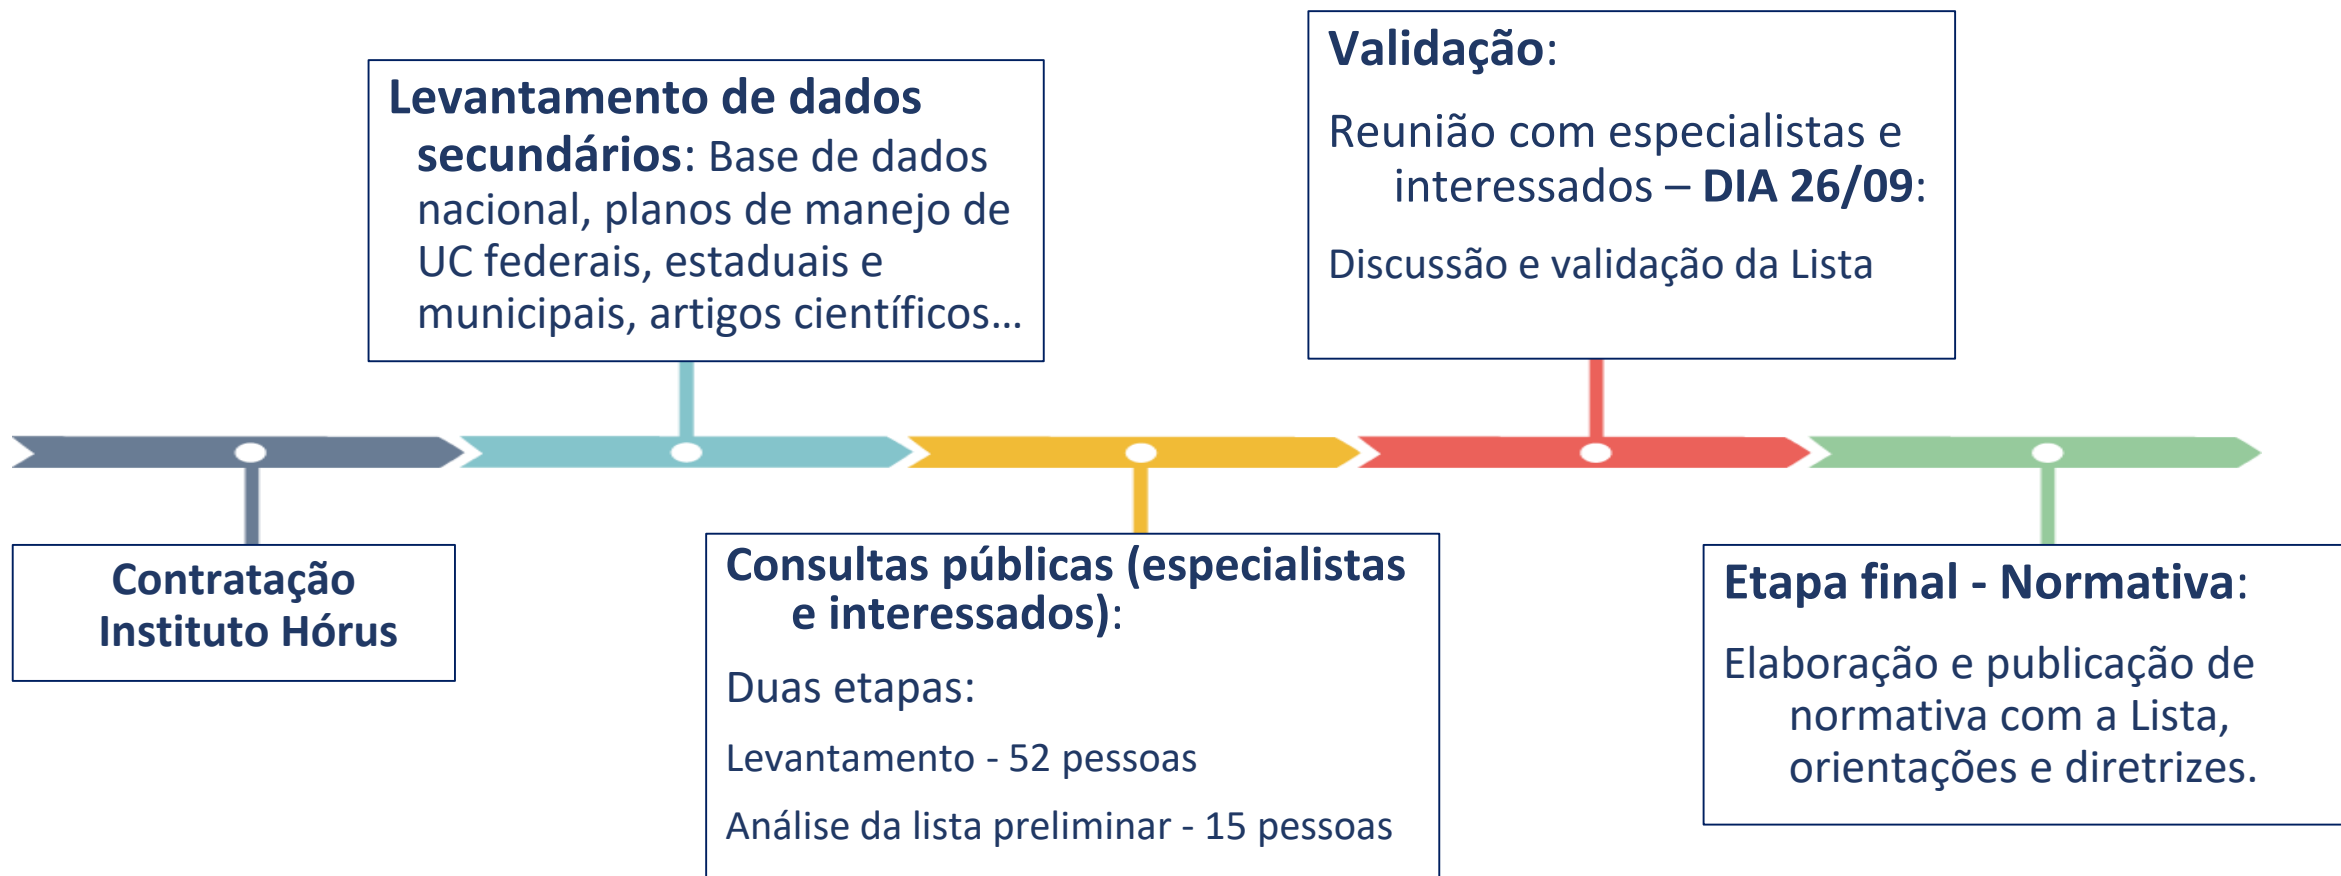 Contratação
Instituto Hórus
Levantamento de dados
secundários: Base de dados
nacional, planos de manejo de
UC federais, estaduais e
municipais, artigos científicos...
Consultas públicas (especialistas
e interessados):
Duas etapas:
Levantamento - 52 pessoas
Análise da lista preliminar - 15 pessoas
Validação:
Reunião com especialistas e
interessados – DIA 26/09:
Discussão e validação da Lista
Etapa final - Normativa:
Elaboração e publicação de
normativa com a Lista,
orientações e diretrizes.